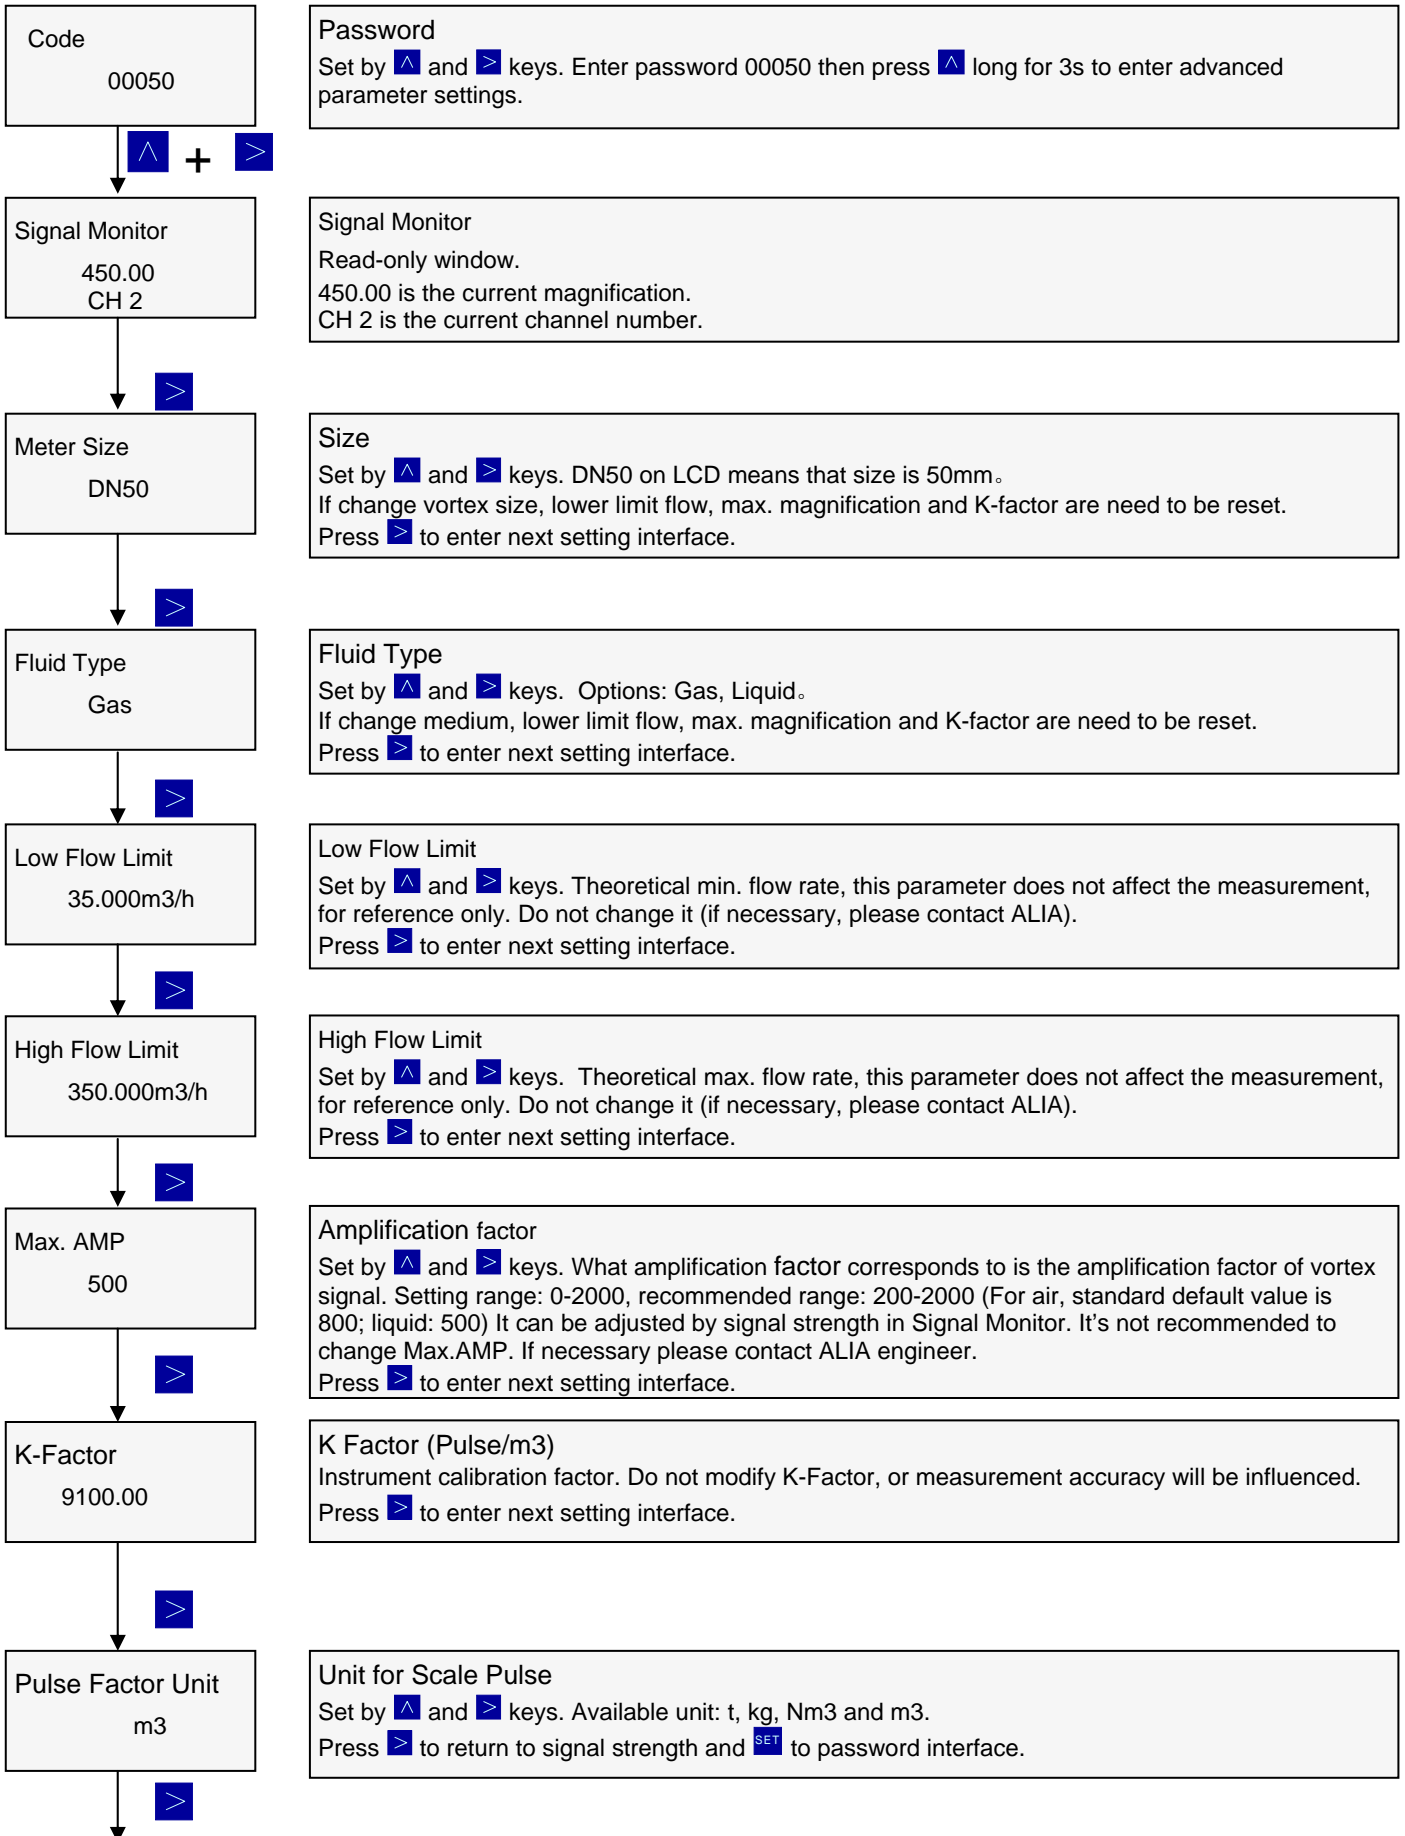 Code
00050
Password
Set by ^ and > keys. Enter password 00050 then press ^ long for 3s to enter advanced
parameter settings.
^ + >
Signal Monitor
450.00
CH 2
Signal Monitor
Read-only window.
450.00 is the current magnification.
CH 2 is the current channel number.
>
Meter Size
DN50
Size
Set by ^ and > keys. DN50 on LCD means that size is 50mm。
If change vortex size, lower limit flow, max. magnification and K-factor are need to be reset.
Press > to enter next setting interface.
>
Fluid Type
Gas
Fluid Type
Set by ^ and > keys. Options: Gas, Liquid。
If change medium, lower limit flow, max. magnification and K-factor are need to be reset.
Press > to enter next setting interface.
>
Low Flow Limit
35.000m3/h
Low Flow Limit
Set by ^ and > keys. Theoretical min. flow rate, this parameter does not affect the measurement,
for reference only. Do not change it (if necessary, please contact ALIA).
Press > to enter next setting interface.
>
High Flow Limit
350.000m3/h
High Flow Limit
Set by ^ and > keys. Theoretical max. flow rate, this parameter does not affect the measurement,
for reference only. Do not change it (if necessary, please contact ALIA).
Press > to enter next setting interface.
>
Max. AMP
500
Amplification factor
Set by ^ and > keys. What amplification factor corresponds to is the amplification factor of vortex
signal. Setting range: 0-2000, recommended range: 200-2000 (For air, standard default value is
800; liquid: 500) It can be adjusted by signal strength in Signal Monitor. It's not recommended to
change Max.AMP. If necessary please contact ALIA engineer.
Press > to enter next setting interface.
>
K-Factor
9100.00
K Factor (Pulse/m3)
Instrument calibration factor. Do not modify K-Factor, or measurement accuracy will be influenced.
Press > to enter next setting interface.
>
Pulse Factor Unit
m3
Unit for Scale Pulse
Set by ^ and > keys. Available unit: t, kg, Nm3 and m3.
Press > to return to signal strength and SET to password interface.
>